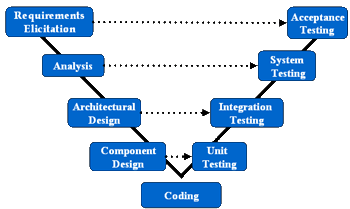 Requirements
Elicitation
Acceptance
Testing
Analysis
System
Testing
Architectural
Design
Integration
Testing
Component
Design
Unit
Testing
Coding